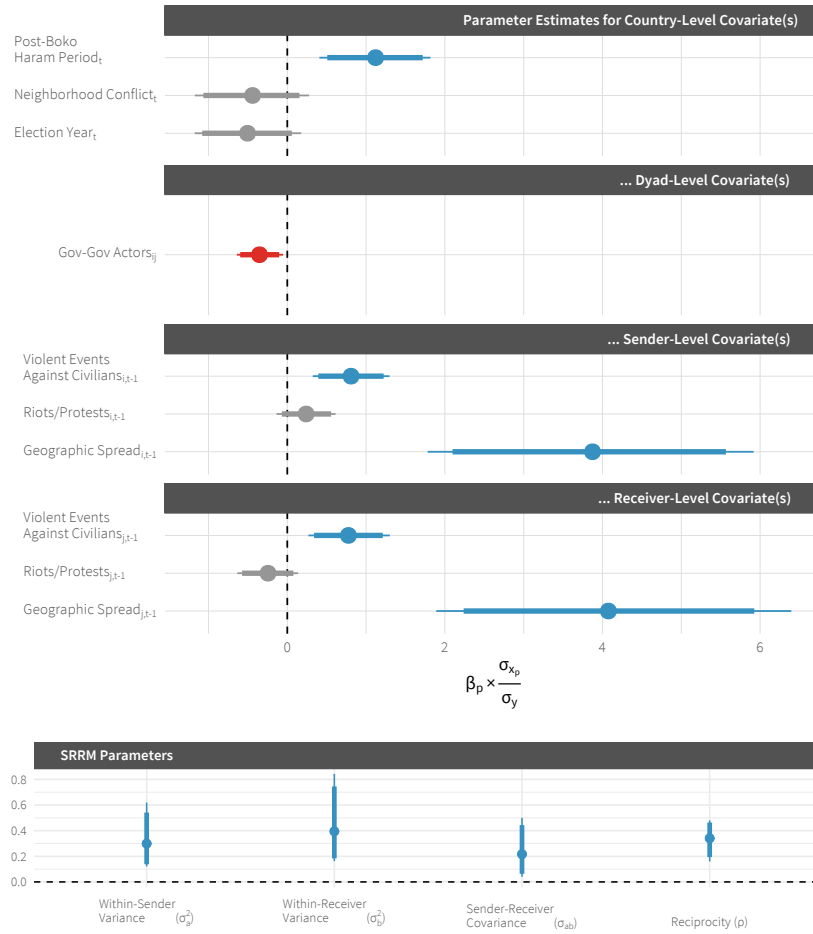 Parameter Estimates for Country-Level Covariate(s)
Post-Boko
Haram Period_t
Neighborhood Conflict_t
Election Year_t
... Dyad-Level Covariate(s)
Gov-Gov Actors_ij
... Sender-Level Covariate(s)
Violent Events
Against Civilians_i,t-1
Riots/Protests_i,t-1
Geographic Spread_i,t-1
... Receiver-Level Covariate(s)
Violent Events
Against Civilians_j,t-1
Riots/Protests_j,t-1
Geographic Spread_j,t-1
0 2 4 6
β_p × σ_x_p / σ_y
SRRM Parameters
0.8
0.6
0.4
0.2
0.0
Within-Sender
Variance (σ²_a)
Within-Receiver
Variance (σ²_b)
Sender-Receiver
Covariance (σ_ab)
Reciprocity (ρ)